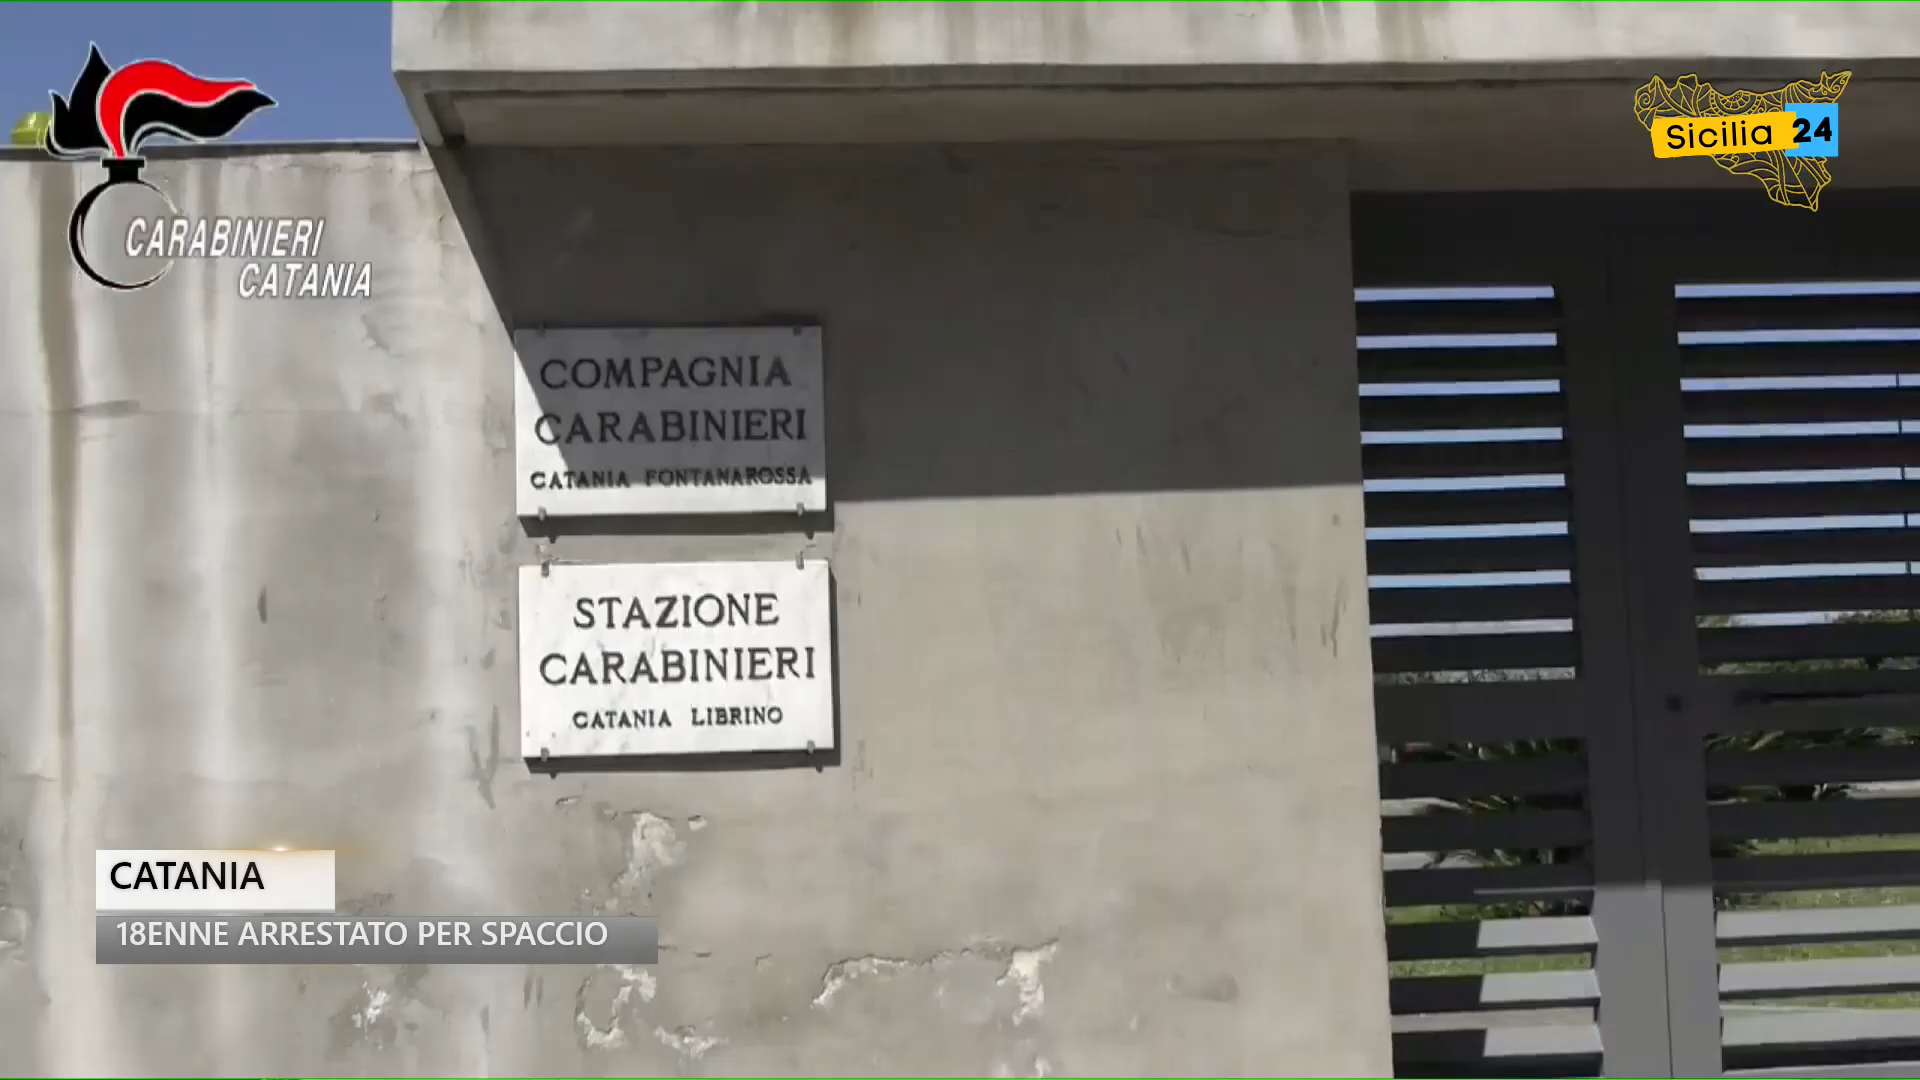 CARABINIERI
CATANIA
Sicilia 24
COMPAGNIA
CARABINIERI
CATANIA FONTANAROSSA
STAZIONE
CARABINIERI
CATANIA LIBRINO
CATANIA
18ENNE ARRESTATO PER SPACCIO